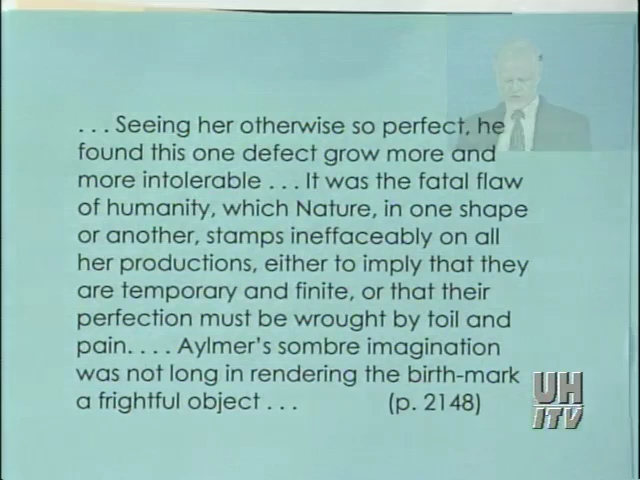 . . . Seeing her otherwise so perfect, he
found this one defect grow more and
more intolerable . . . It was the fatal flaw
of humanity, which Nature, in one shape
or another, stamps ineffaceably on all
her productions, either to imply that they
are temporary and finite, or that their
perfection must be wrought by toil and
pain. . . . Aylmer's sombre imagination
was not long in rendering the birth-mark
a frightful object . . . (p. 2148)
UH
ITV